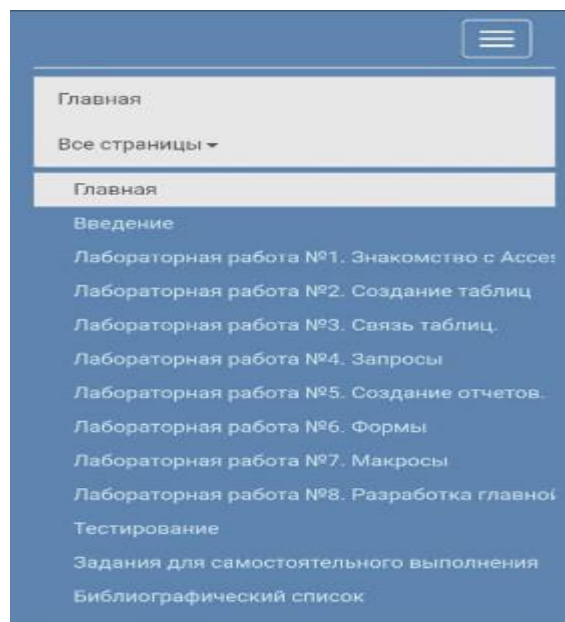 Главная
Все страницы
Главная
Введение
Лабораторная работа №1. Знакомство с Acces
Лабораторная работа №2. Создание таблиц
Лабораторная работа №3. Связь таблиц.
Лабораторная работа №4. Запросы
Лабораторная работа №5. Создание отчетов.
Лабораторная работа №6. Формы
Лабораторная работа №7. Макросы
Лабораторная работа №8. Разработка главной
Тестирование
Задания для самостоятельного выполнения
Библиографический список